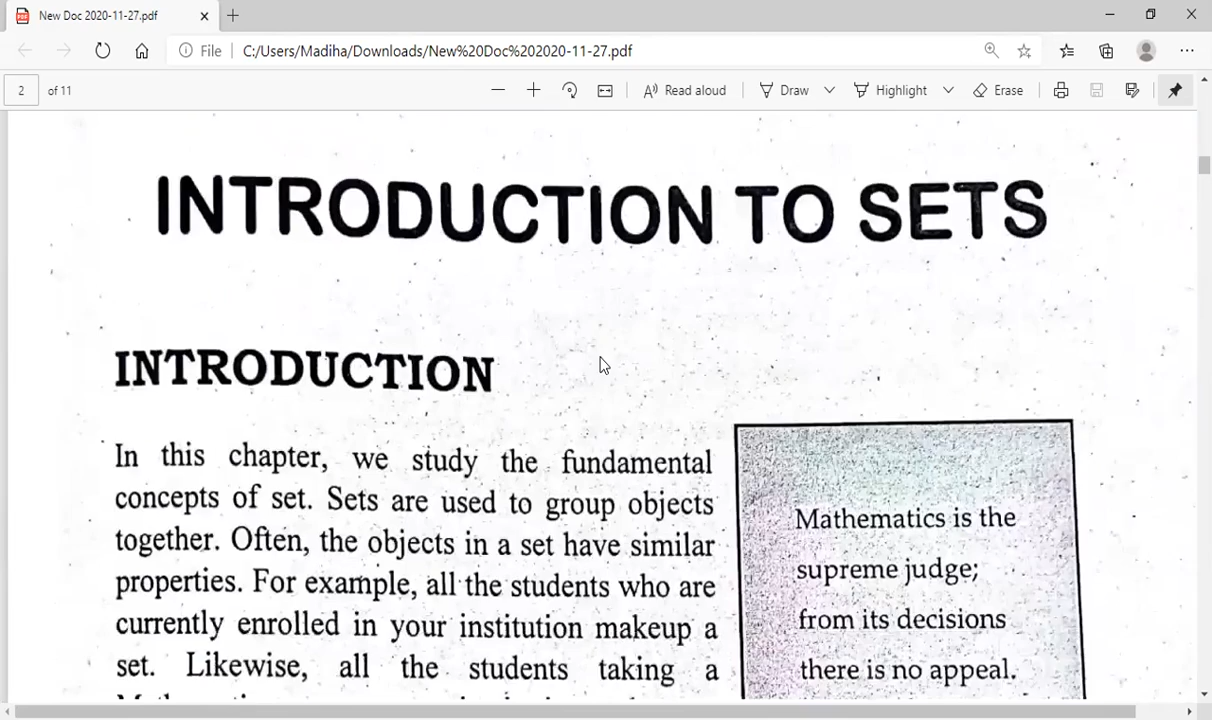 New Doc 2020-11-27.pdf
File
C:/Users/Madiha/Downloads/New%20Doc%202020-11-27.pdf
2 of 11
Read aloud
Draw
Highlight
Erase
INTRODUCTION TO SETS
INTRODUCTION
In this chapter, we study the fundamental
concepts of set. Sets are used to group objects
together. Often, the objects in a set have similar
properties. For example, all the students who are
currently enrolled in your institution makeup a
set. Likewise, all the students taking a
Mathematics is the
supreme judge;
from its decisions
there is no appeal.